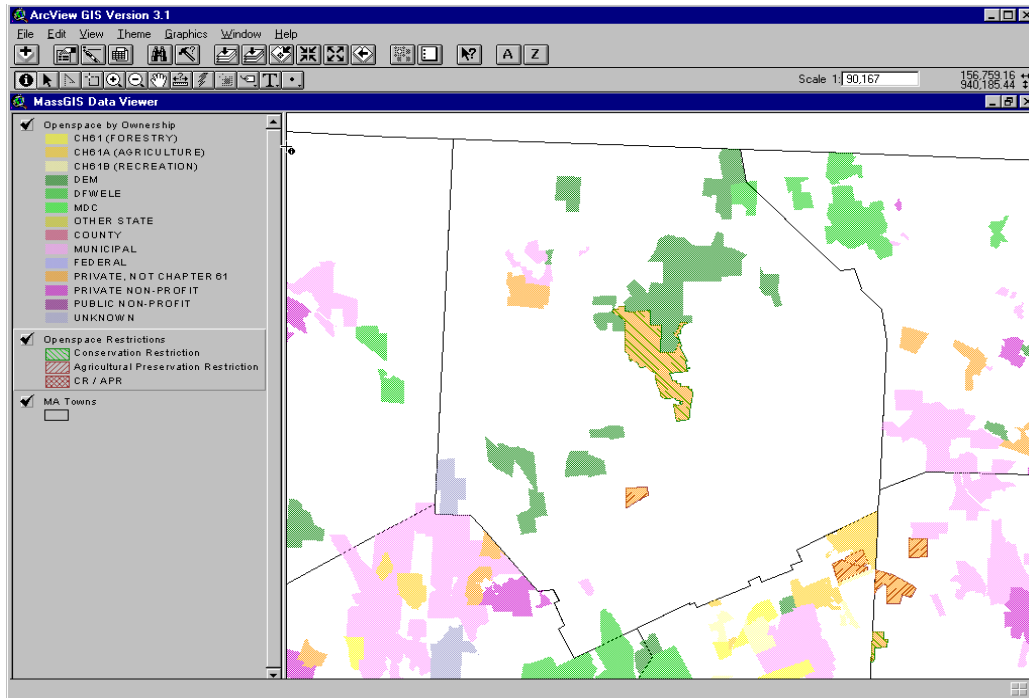 ArcView GIS Version 3.1
File Edit View Theme Graphics Window Help
A Z
T
Scale 1: 90,167 156,759.16
940,185.44
MassGIS Data Viewer
Openspace by Ownership
CH61 (FORESTRY)
CH61A (AGRICULTURE)
CH61B (RECREATION)
DEM
DFWELE
MDC
OTHER STATE
COUNTY
MUNICIPAL
FEDERAL
PRIVATE, NOT CHAPTER 61
PRIVATE NON-PROFIT
PUBLIC NON-PROFIT
UNKNOWN
Openspace Restrictions
Conservation Restriction
Agricultural Preservation Restriction
CR / APR
MA Towns